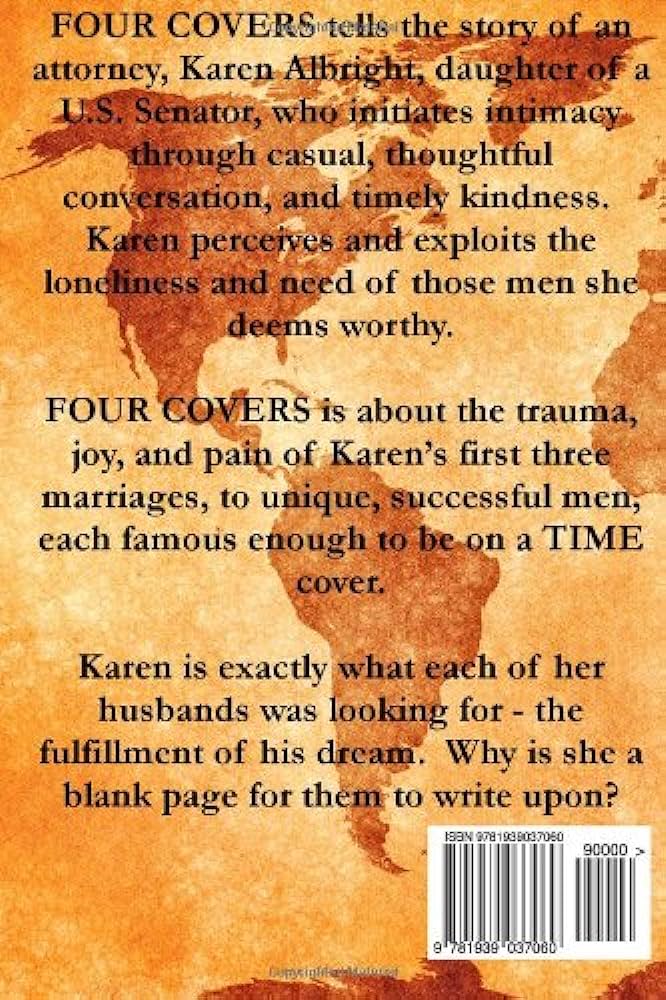 FOUR COVERS tells the story of an
attorney, Karen Albright, daughter of a
U.S. Senator, who initiates intimacy
through casual, thoughtful
conversation, and timely kindness.
Karen perceives and exploits the
loneliness and need of those men she
deems worthy.
FOUR COVERS is about the trauma,
joy, and pain of Karen’s first three
marriages, to unique, successful men,
each famous enough to be on a TIME
cover.
Karen is exactly what each of her
husbands was looking for - the
fulfillment of his dream. Why is she a
blank page for them to write upon?
ISBN 9781939037060
90000 >
9 781939 037060
Copyrighted Material